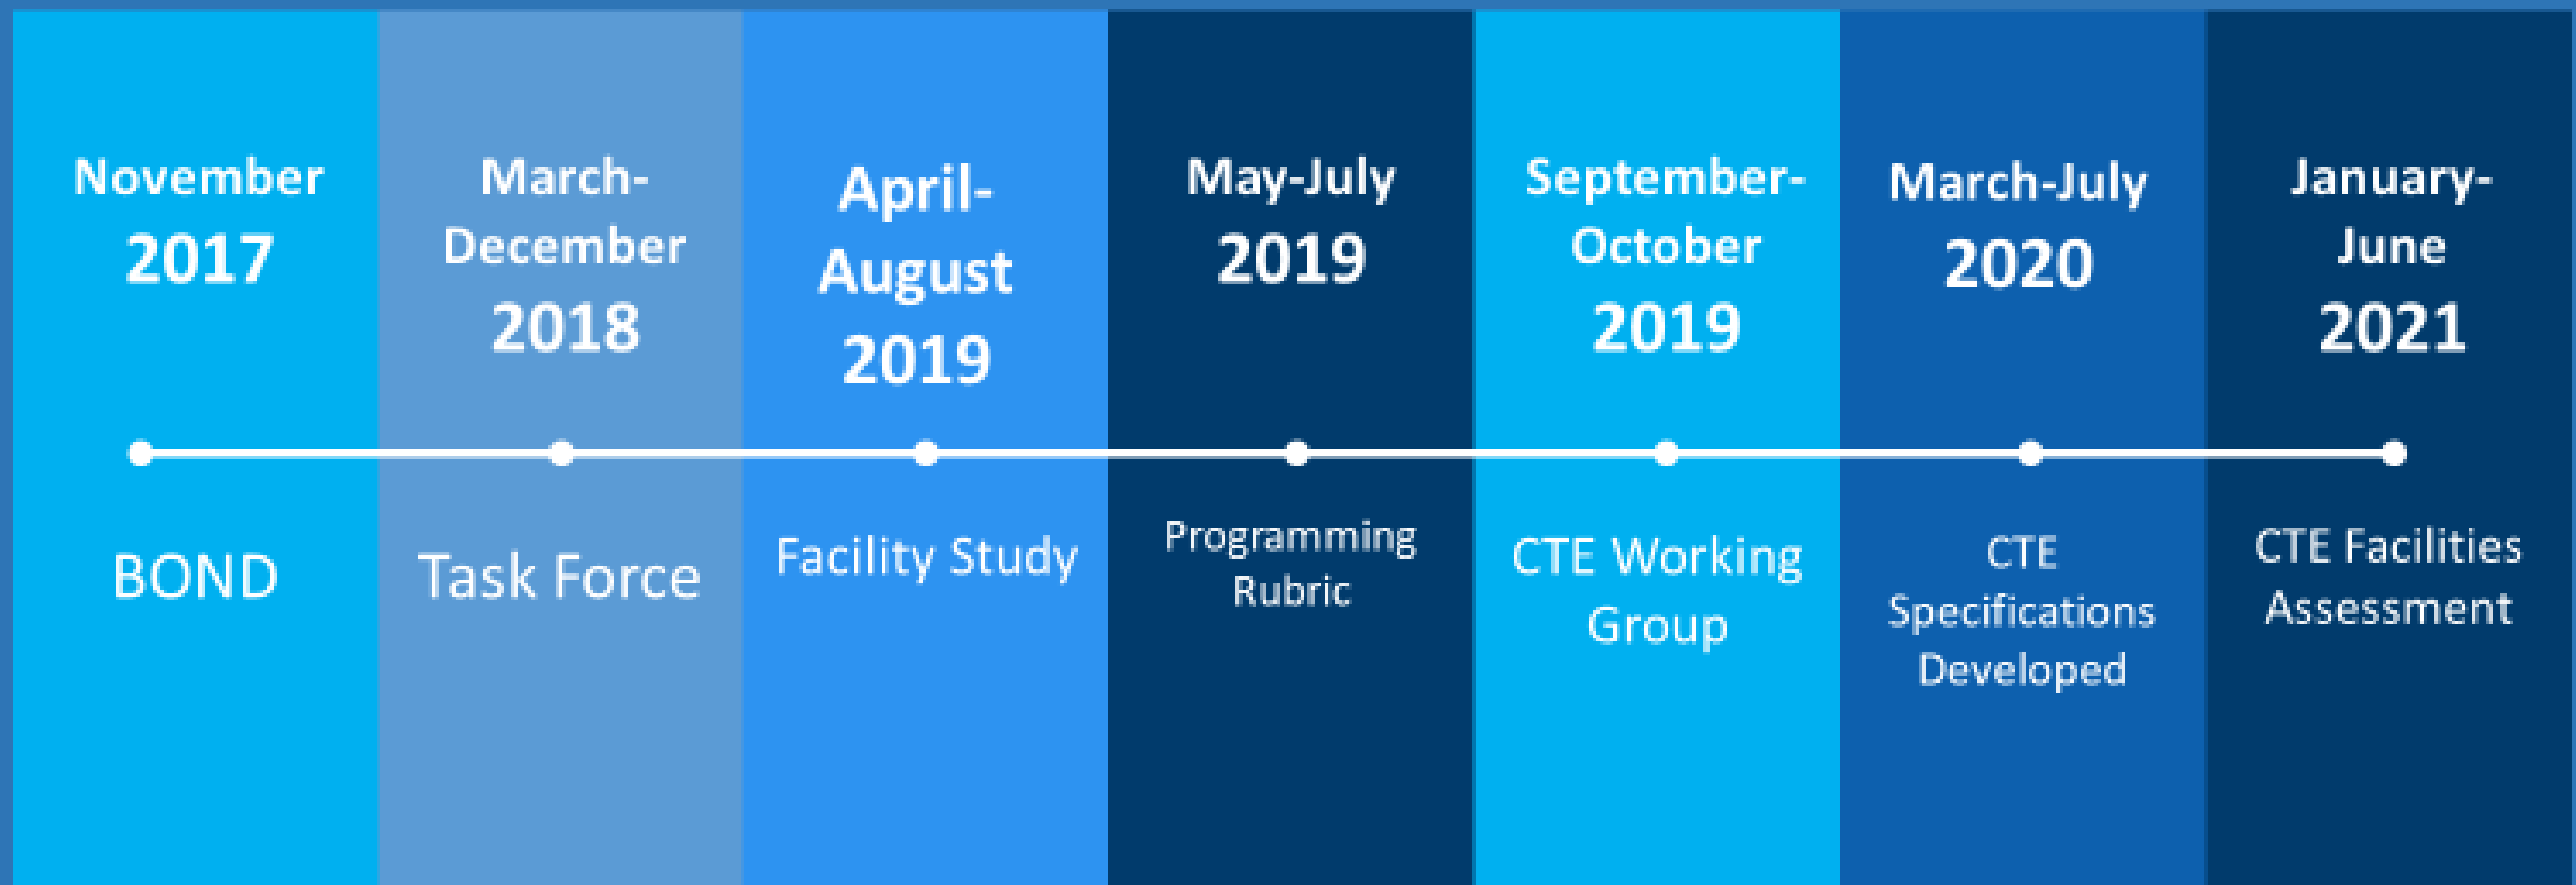 November
2017
BOND
March-
December
2018
Task Force
April-
August
2019
Facility Study
May-July
2019
Programming
Rubric
September-
October
2019
CTE Working
Group
March-July
2020
CTE
Specifications
Developed
January-
June
2021
CTE Facilities
Assessment